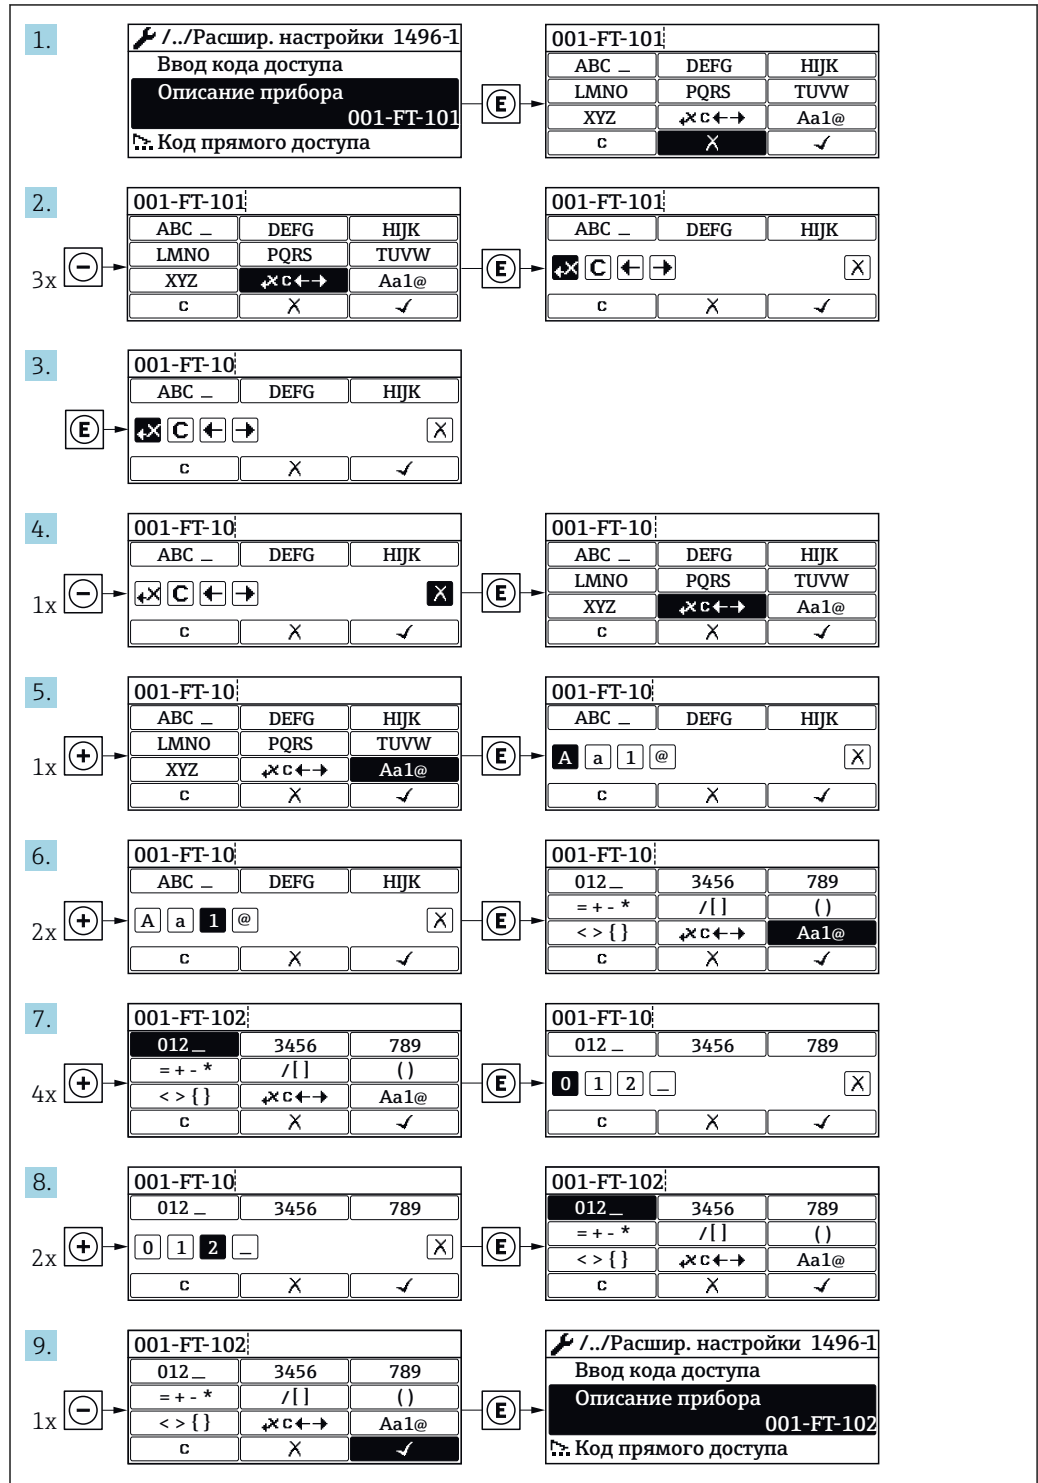 1.
/../Расшир. настройки 1496-1
Ввод кода доступа
Описание прибора
001-FT-101
Код прямого доступа
E
001-FT-101
ABC _ DEFG HIJK
LMNO PQRS TUVW
XYZ C Aa1@
C X ✓
2.
3x
001-FT-101
ABC _ DEFG HIJK
LMNO PQRS TUVW
XYZ C Aa1@
C X ✓
E
001-FT-101
ABC _ DEFG HIJK
C X
C X ✓
3.
E
001-FT-10
ABC _ DEFG HIJK
C X
C X ✓
4.
1x
001-FT-10
ABC _ DEFG HIJK
C X
C X ✓
E
001-FT-10
ABC _ DEFG HIJK
LMNO PQRS TUVW
XYZ C Aa1@
C X ✓
5.
1x
001-FT-10
ABC _ DEFG HIJK
LMNO PQRS TUVW
XYZ C Aa1@
C X ✓
E
001-FT-10
ABC _ DEFG HIJK
A a 1 @ X
C X ✓
6.
2x
001-FT-10
ABC _ DEFG HIJK
A a 1 @ X
C X ✓
E
001-FT-10
012_ 3456 789
= + - * / [ ] ( )
< > { } C Aa1@
C X ✓
7.
4x
001-FT-102
012_ 3456 789
= + - * / [ ] ( )
< > { } C Aa1@
C X ✓
E
001-FT-10
012 _ 3456 789
0 1 2 _ X
C X ✓
8.
2x
001-FT-10
012 _ 3456 789
0 1 2 _ X
C X ✓
E
001-FT-102
012_ 3456 789
= + - * / [ ] ( )
< > { } C Aa1@
C X ✓
9.
1x
001-FT-102
012_ 3456 789
= + - * / [ ] ( )
< > { } C Aa1@
C X ✓
E
/../Расшир. настройки 1496-1
Ввод кода доступа
Описание прибора
001-FT-102
Код прямого доступа